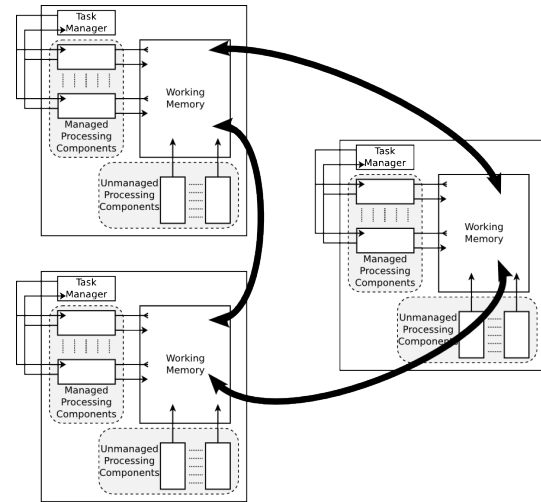 Task
Manager
Working
Memory
Managed
Processing
Components
Unmanaged
Processing
Components
Task
Manager
Working
Memory
Managed
Processing
Components
Unmanaged
Processing
Components
Task
Manager
Working
Memory
Managed
Processing
Components
Unmanaged
Processing
Components